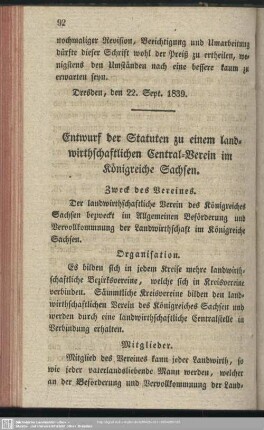 92
nochmaliger Revision, Berichtigung und Umarbeitung
dürfte dieser Schrift wohl der Preiß zu ertheilen, we-
nigstens den Umständen nach eine bessere kaum zu
erwarten seyn.
Dresden, den 22. Sept. 1839.
Entwurf der Statuten zu einem land-
wirthschaftlichen Central-Verein im
Königreiche Sachsen.
Zweck des Vereines.
Der landwirthschaftliche Verein des Königreiches
Sachsen bezweckt im Allgemeinen Beförderung und
Vervollkommnung der Landwirthschaft im Königreiche
Sachsen.
Organisation.
Es bilden sich in jedem Kreise mehre landwirth-
schaftliche Bezirksvereine, welche sich in Kreisvereine
verbinden. Sämmtliche Kreisvereine bilden den land-
wirthschaftlichen Verein des Königreiches Sachsen und
werden durch eine landwirthschaftliche Centralstelle in
Verbindung erhalten.
Mitglieder.
Mitglied des Vereines kann jeder Landwirth, so
wie jeder vaterlandsliebende Mann werden, welcher
an der Beförderung und Vervollkommnung der Land-